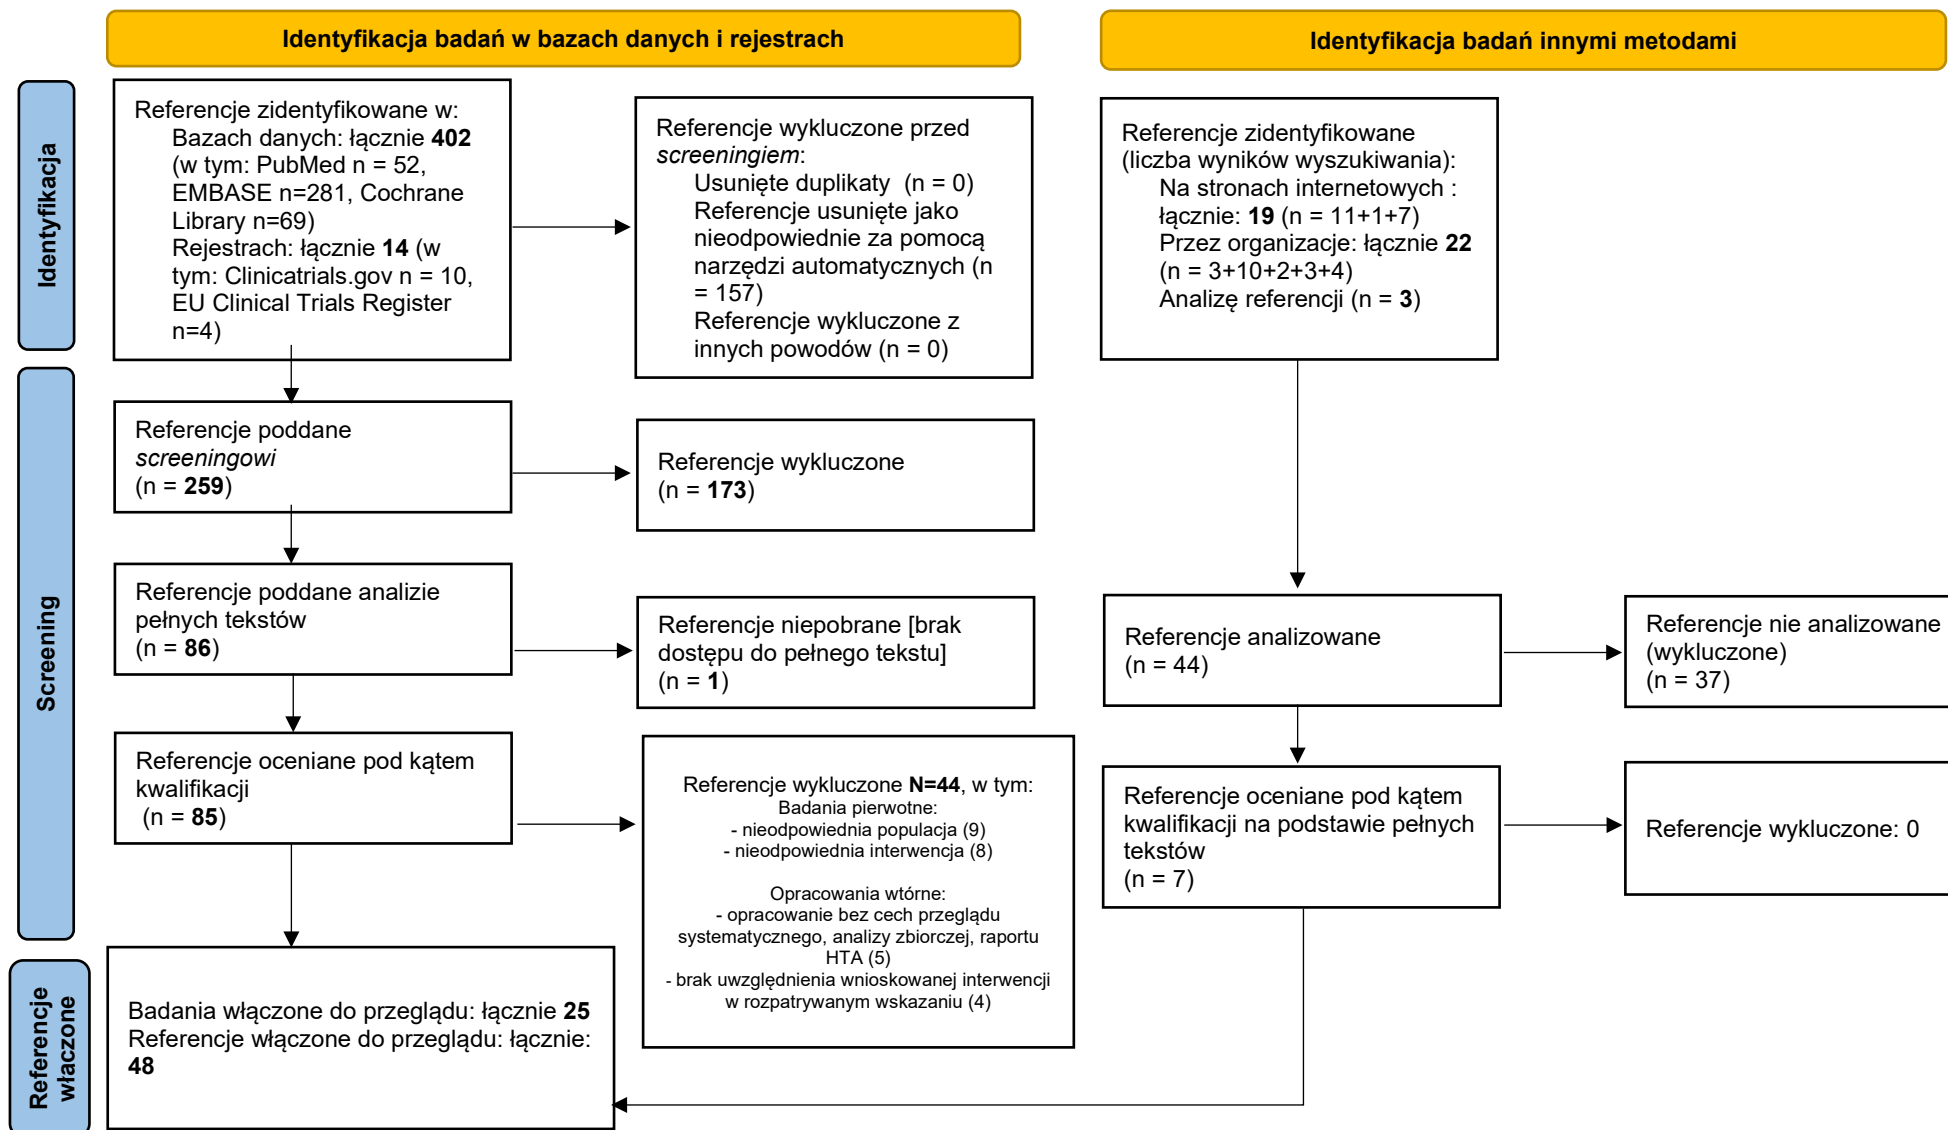 Identyfikacja badań w bazach danych i rejestrach
Identyfikacja badań innymi metodami
Identyfikacja
Referencje zidentyfikowane w:
Bazach danych: łącznie 402
(w tym: PubMed n = 52,
EMBASE n=281, Cochrane
Library n=69)
Rejestrach: łącznie 14 (w
tym: Clinicatrials.gov n = 10,
EU Clinical Trials Register
n=4)
Referencje wykluczone przed
screeningiem:
Usunięte duplikaty (n = 0)
Referencje usunięte jako
nieodpowiednie za pomocą
narzędzi automatycznych (n
= 157)
Referencje wykluczone z
innych powodów (n = 0)
Referencje zidentyfikowane
(liczba wyników wyszukiwania):
Na stronach internetowych :
łącznie: 19 (n = 11+1+7)
Przez organizacje: łącznie 22
(n = 3+10+2+3+4)
Analizę referencji (n = 3)
Screening
Referencje poddane
screeningowi
(n = 259)
Referencje wykluczone
(n = 173)
Referencje poddane analizie
pełnych tekstów
(n = 86)
Referencje niepobrane [brak
dostępu do pełnego tekstu]
(n = 1)
Referencje analizowane
(n = 44)
Referencje nie analizowane
(wykluczone)
(n = 37)
Referencje oceniane pod kątem
kwalifikacji
(n = 85)
Referencje wykluczone N=44, w tym:
Badania pierwotne:
- nieodpowiednia populacja (9)
- nieodpowiednia interwencja (8)
Opracowania wtórne:
- opracowanie bez cech przeglądu
systematycznego, analizy zbiorczej, raportu
HTA (5)
- brak uwzględnienia wnioskowanej interwencji
w rozpatrywanym wskazaniu (4)
Referencje oceniane pod kątem
kwalifikacji na podstawie pełnych
tekstów
(n = 7)
Referencje wykluczone: 0
Referencje
włączone
Badania włączone do przeglądu: łącznie 25
Referencje włączone do przeglądu: łącznie:
48